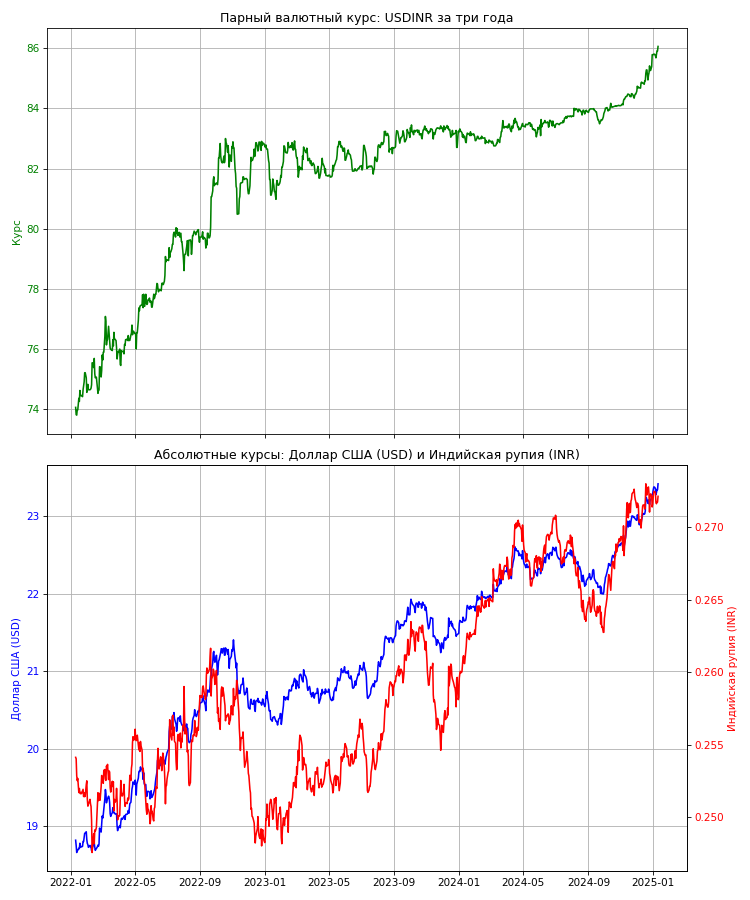 Парный валютный курс: USDINR за три года
86
84
82
80
78
76
74
Курс
Абсолютные курсы: Доллар США (USD) и Индийская рупия (INR)
23
22
21
20
19
Доллар США (USD)
0.270
0.265
0.260
0.255
0.250
Индийская рупия (INR)
2022-01 2022-05 2022-09 2023-01 2023-05 2023-09 2024-01 2024-05 2024-09 2025-01